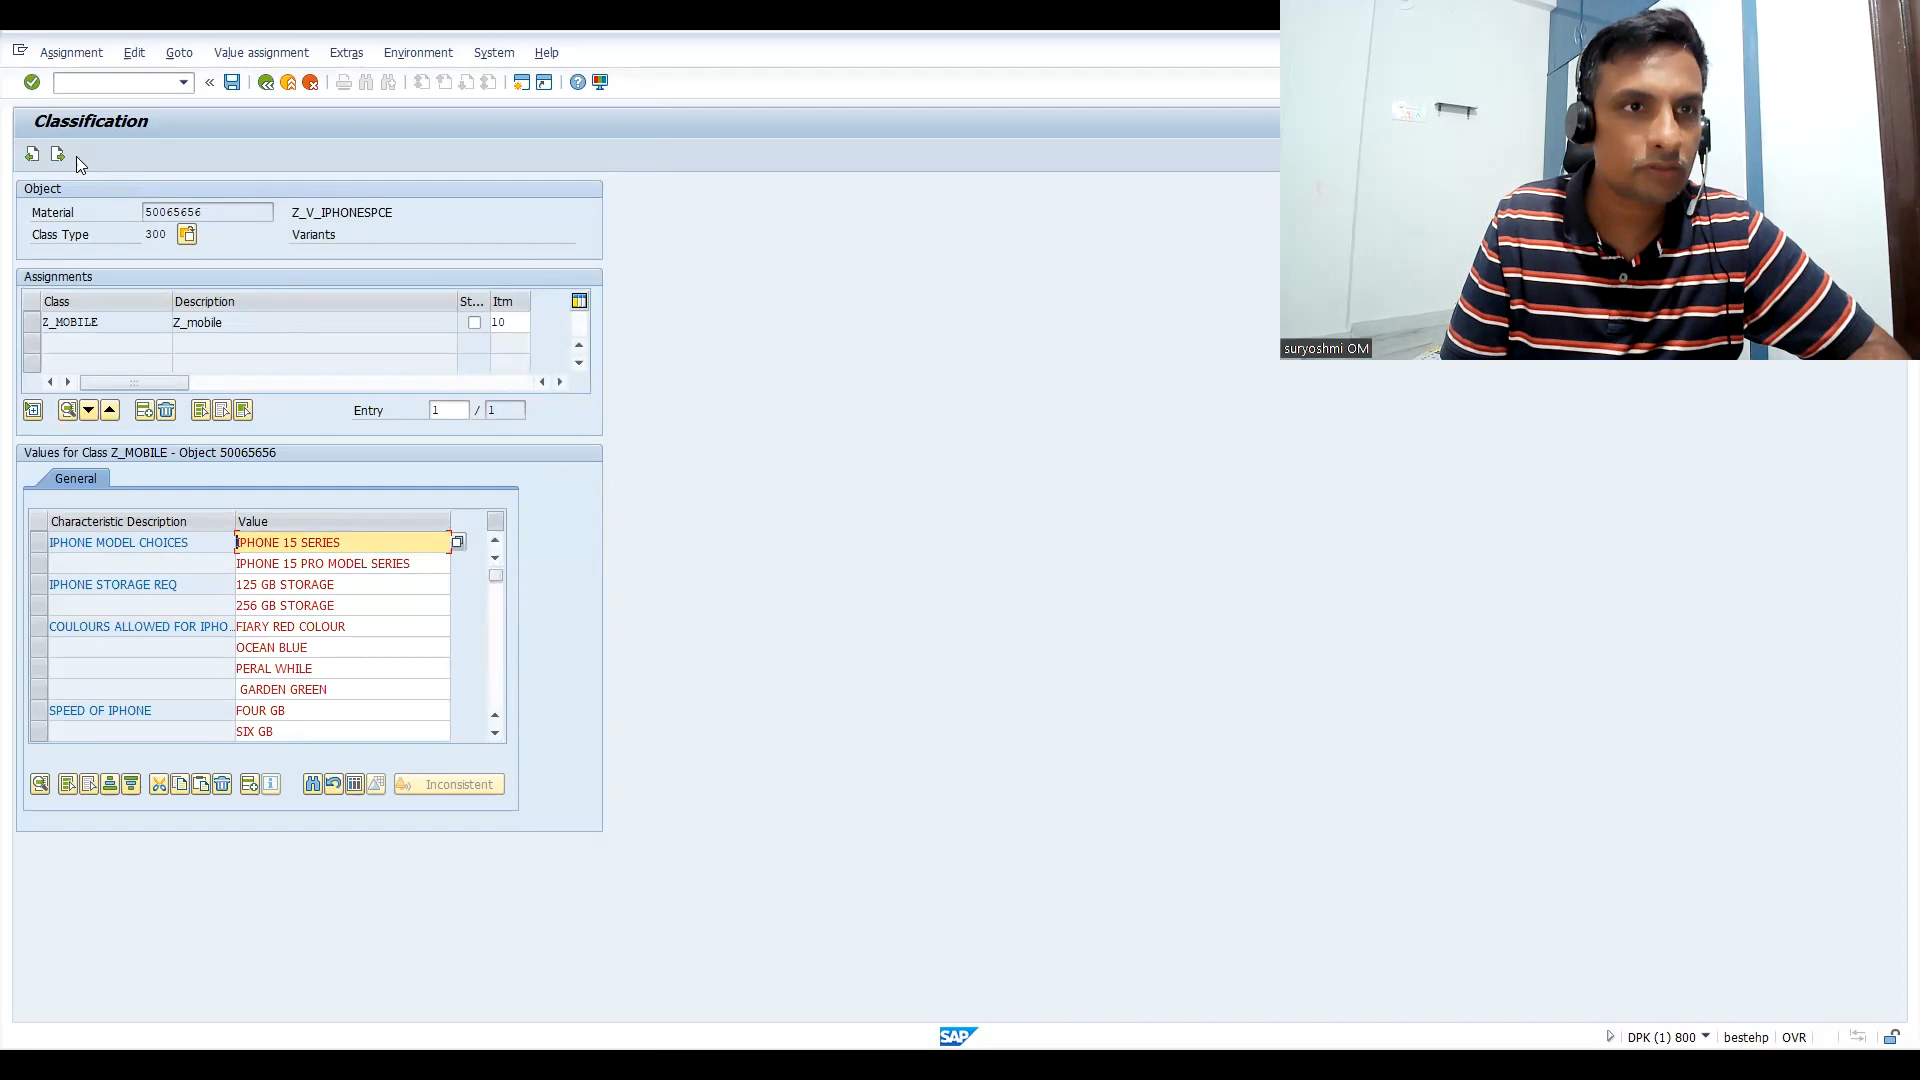 Assignment Edit Goto Value assignment Extras Environment System Help
Classification
Object
Material 50065656 Z_V_IPHONESPCE
Class Type 300 Variants
Assignments
Class Description St... Itm
Z_MOBILE Z_mobile 10
Entry 1 / 1
Values for Class Z_MOBILE - Object 50065656
General
Characteristic Description Value
IPHONE MODEL CHOICES IPHONE 15 SERIES
IPHONE 15 PRO MODEL SERIES
IPHONE STORAGE REQ 125 GB STORAGE
256 GB STORAGE
COULOURS ALLOWED FOR IPHO... FIARY RED COLOUR
OCEAN BLUE
PERAL WHILE
GARDEN GREEN
SPEED OF IPHONE FOUR GB
SIX GB
Inconsistent
suryoshmi OM
SAP
DPK (1) 800 bestehp OVR